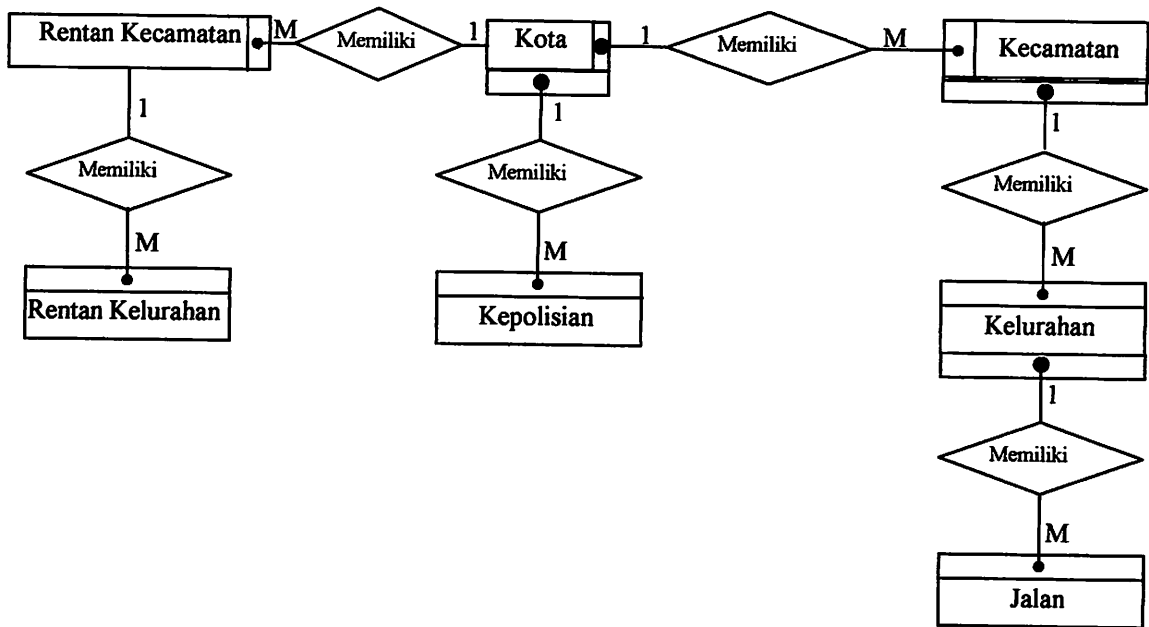 Rentan Kecamatan
M
Memiliki
1
Kota
1
Memiliki
M
Kecamatan
1
Memiliki
M
Rentan Kelurahan
1
Memiliki
M
Kepolisian
1
Memiliki
M
Kelurahan
1
Memiliki
M
Jalan